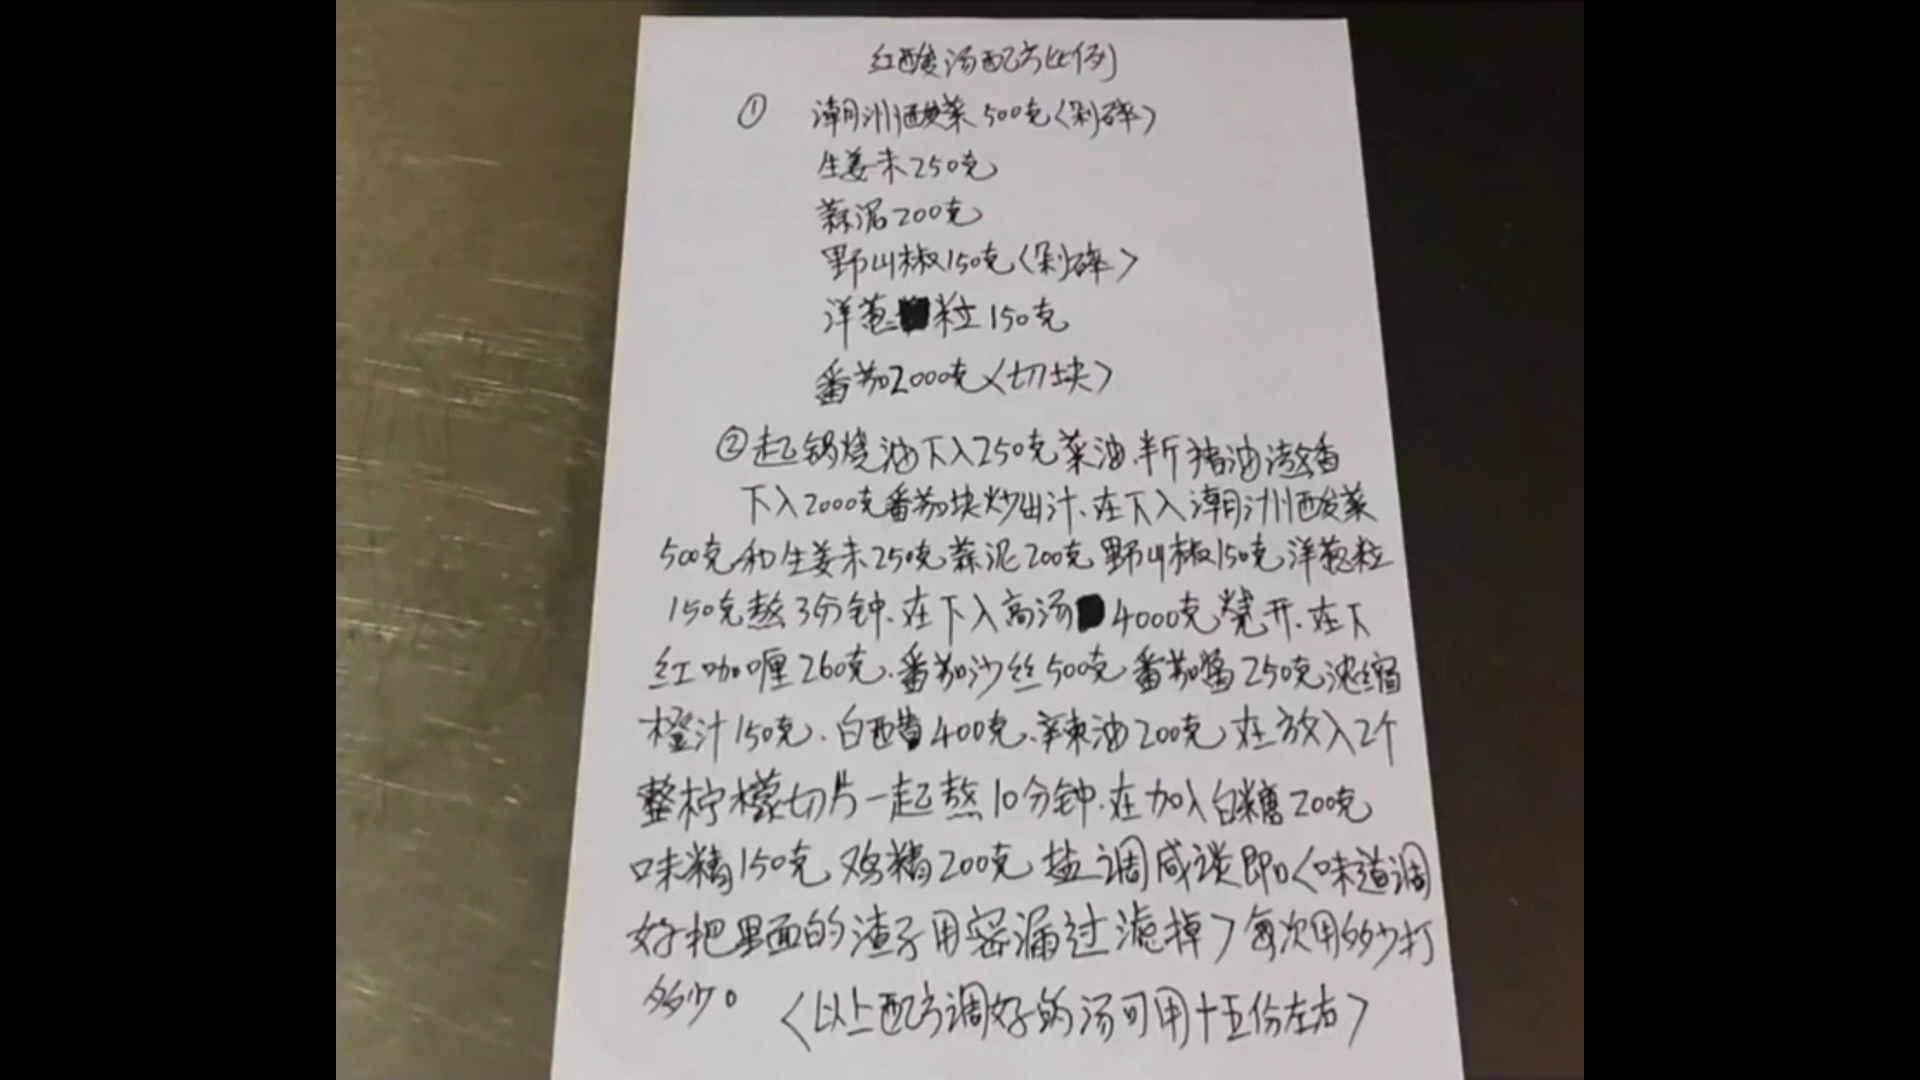 红酸汤配方比例
① 潮洲酸菜500克〈剁碎〉
生姜末250克
蒜泥200克
野山椒150克〈剁碎〉
洋葱粒150克
番茄2000克〈切块〉
②起锅烧油下入250克菜油.半斤猪油熬香
下入2000克番茄块炒出汁.在下入潮洲酸菜
500克和生姜末250克蒜泥200克野山椒150克洋葱粒
150克熬3分钟.在下入高汤4000克烧开.在下
红咖喱260克.番茄沙丝500克番茄酱250克浓缩
橙汁150克.白西醋400克.辣油200克在放入2个
整柠檬切片一起熬10分钟.在加入白糖200克
味精150克鸡精200克盐调咸淡即〈味道调
好把里面的渣子用密漏过滤掉〉每次用多少打
多少。〈以上配方调好的汤可用十五份左右〉